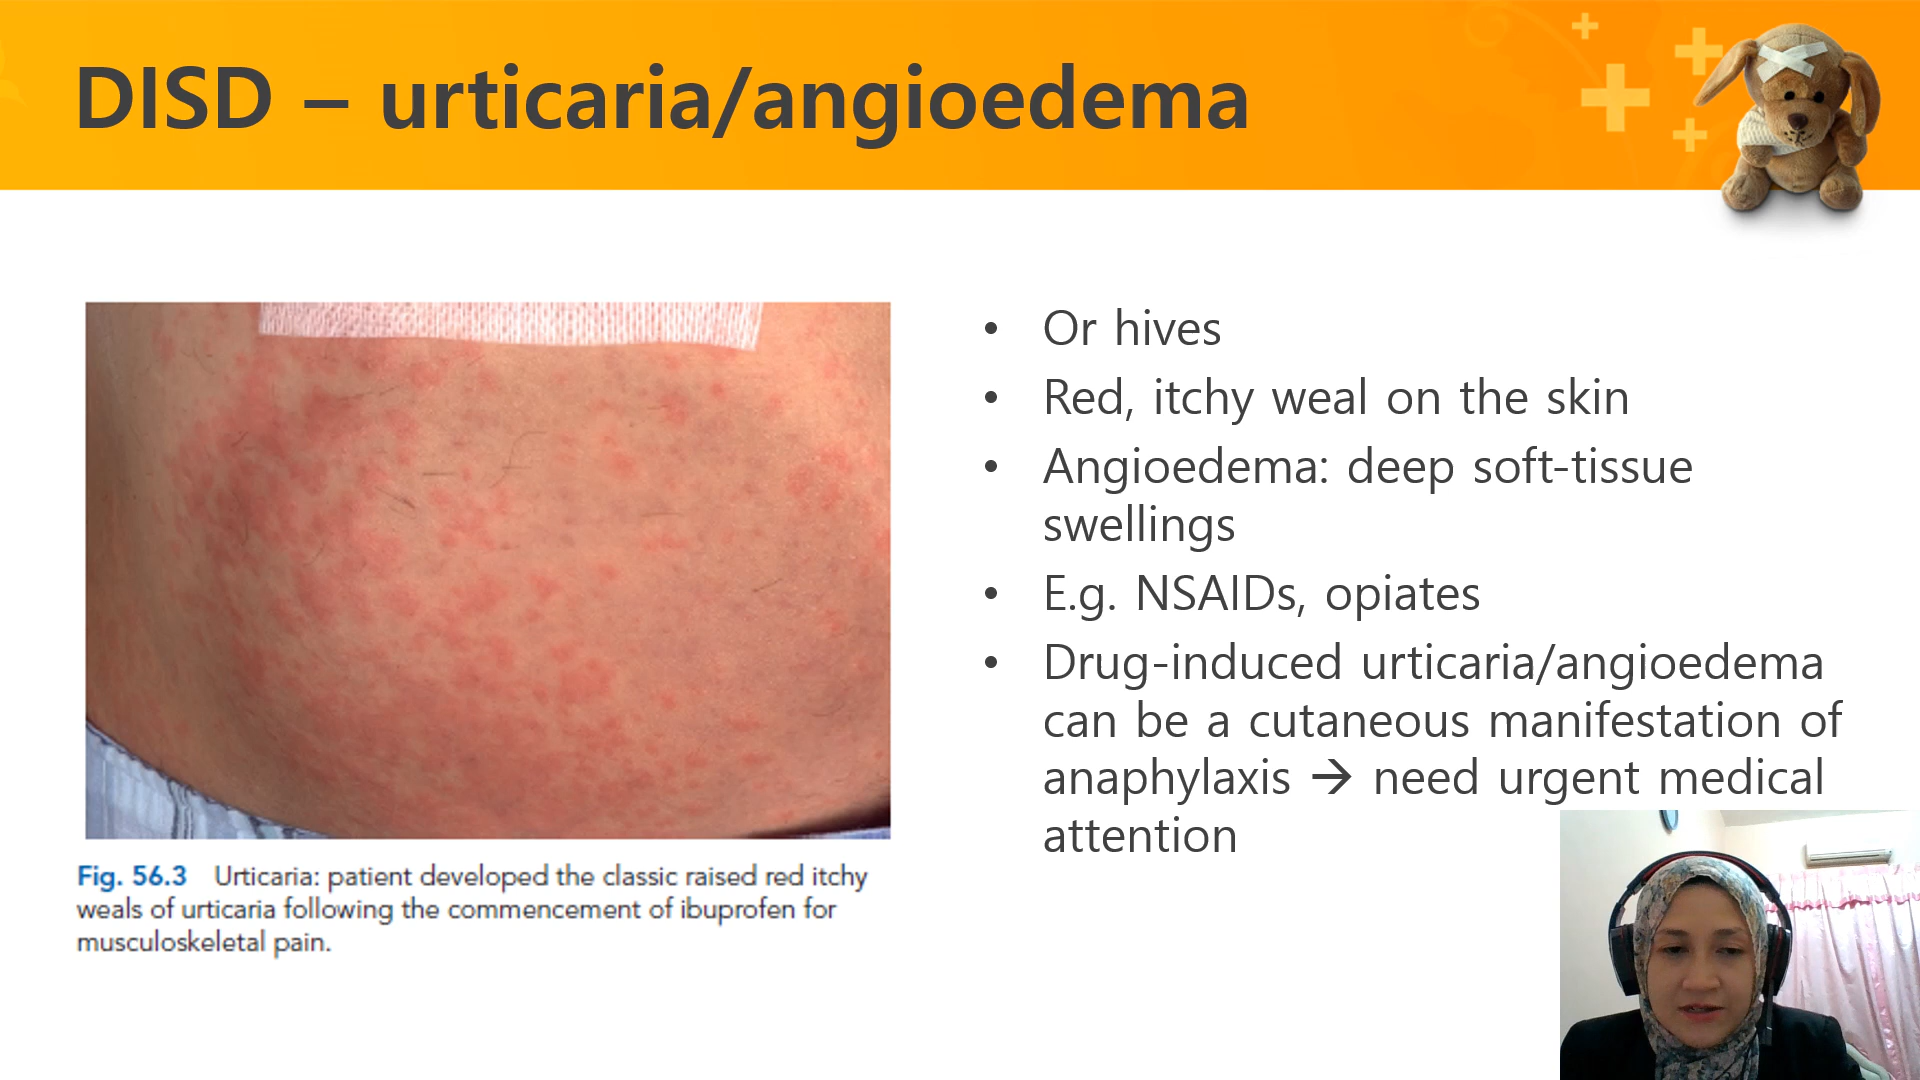 DISD – urticaria/angioedema
• Or hives
• Red, itchy weal on the skin
• Angioedema: deep soft-tissue
swellings
• E.g. NSAIDs, opiates
• Drug-induced urticaria/angioedema
can be a cutaneous manifestation of
anaphylaxis → need urgent medical
attention
Fig. 56.3 Urticaria: patient developed the classic raised red itchy
weals of urticaria following the commencement of ibuprofen for
musculoskeletal pain.